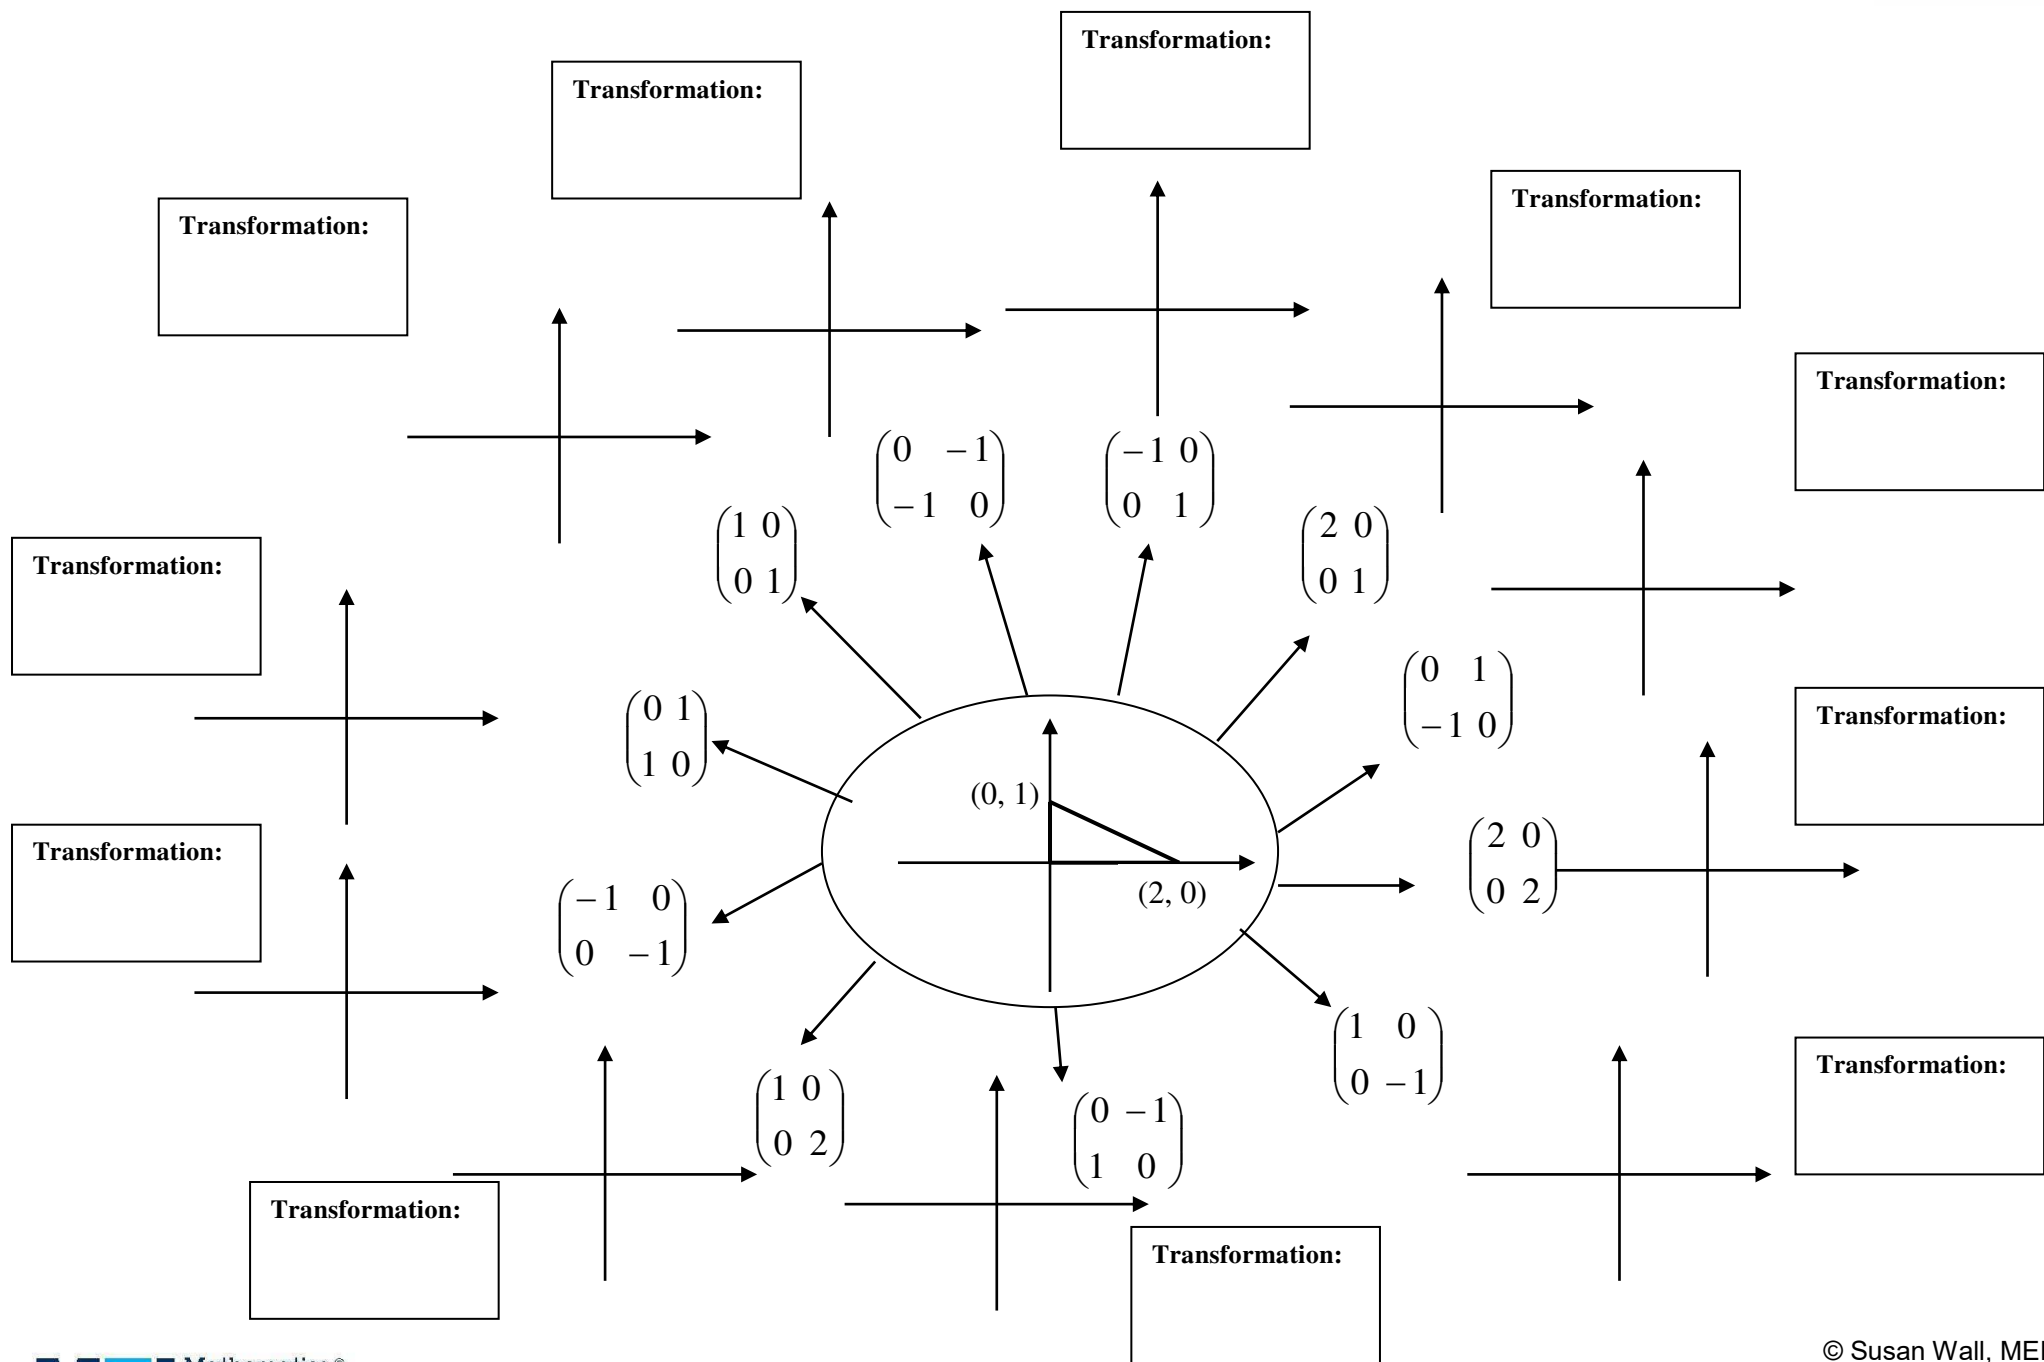 Transformation:
Transformation:
Transformation:
Transformation:
Transformation:
(0 −1
−1 0)
(−1 0
0 1)
(1 0
0 1)
(2 0
0 1)
Transformation:
(0 1
−1 0)
(0 1
1 0)
Transformation:
(0, 1)
(2 0
0 2)
Transformation:
(−1 0
0 −1)
(2, 0)
(1 0
0 −1)
Transformation:
(1 0
0 2)
(0 −1
1 0)
Transformation:
Transformation:
© Susan Wall, MEI